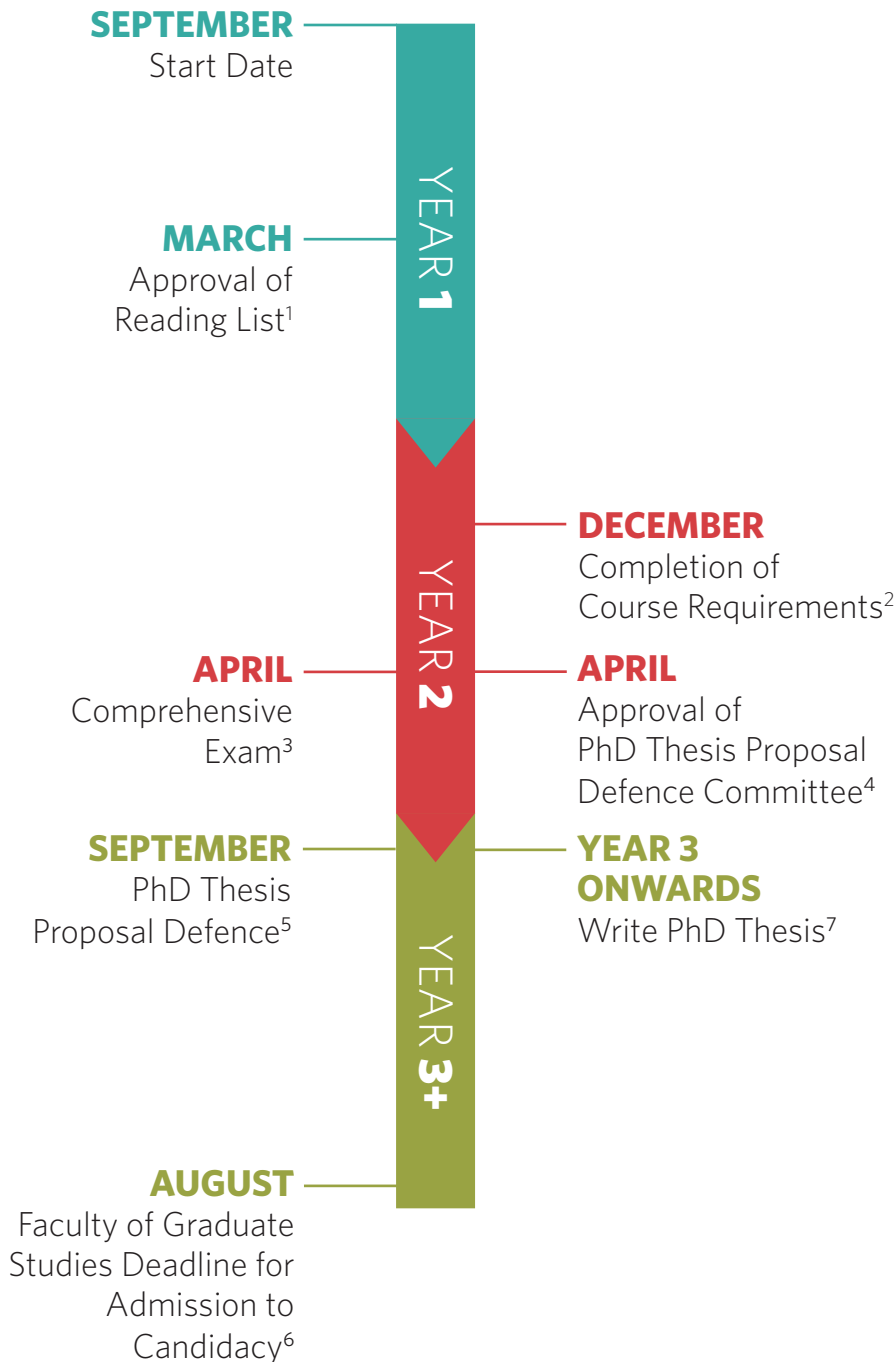 SEPTEMBER
Start Date
YEAR 1
MARCH
Approval of
Reading List¹
DECEMBER
Completion of
Course Requirements²
YEAR 2
APRIL
Comprehensive
Exam³
APRIL
Approval of
PhD Thesis Proposal
Defence Committee⁴
SEPTEMBER
PhD Thesis
Proposal Defence⁵
YEAR 3
ONWARDS
Write PhD Thesis⁷
YEAR 3+
AUGUST
Faculty of Graduate
Studies Deadline for
Admission to
Candidacy⁶